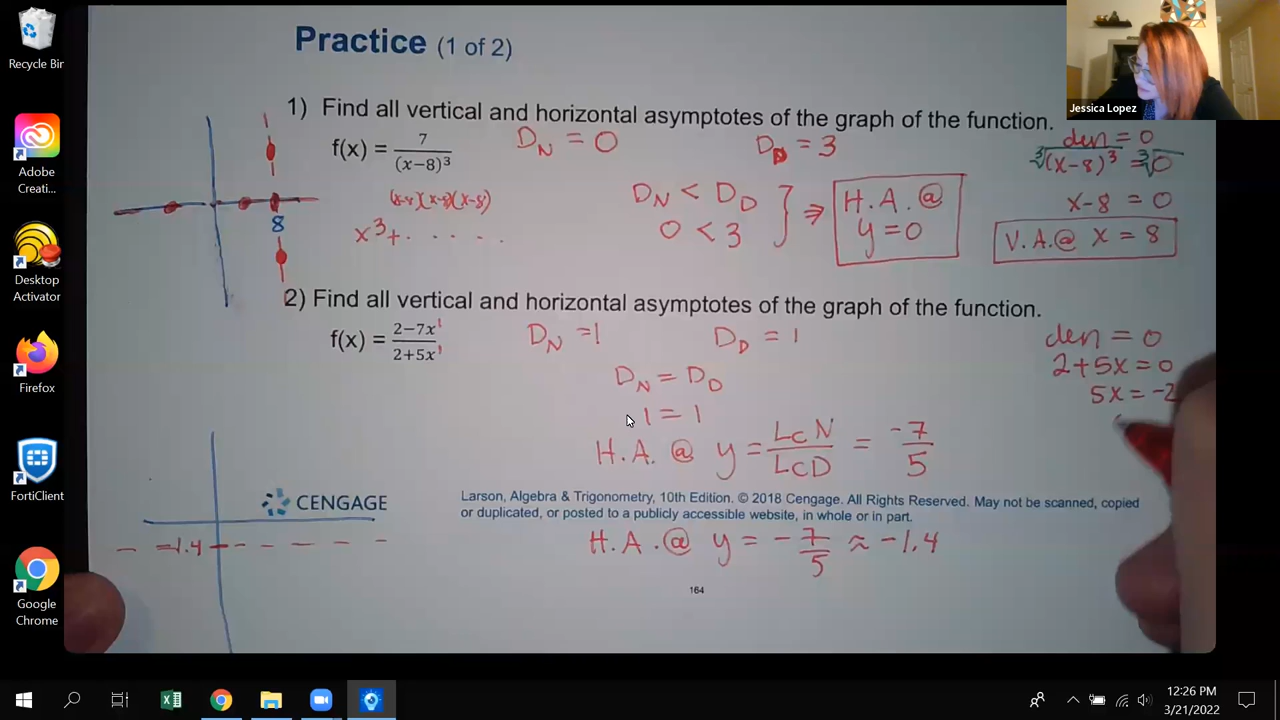 Recycle Bin
Adobe
Creati...
Desktop
Activator
Firefox
FortiClient
Google
Chrome
Jessica Lopez
Practice (1 of 2)
1) Find all vertical and horizontal asymptotes of the graph of the function.
f(x) = 7/(x−8)³
D_N = 0
D_D = 3
den = 0
∛(x-8)³ = ∛0
(x-8)(x-8)(x-8)
x³+ . . . . .
D_N < D_D
0 < 3
⇒
H.A.@
y = 0
x-8 = 0
V.A.@ x = 8
8
2) Find all vertical and horizontal asymptotes of the graph of the function.
f(x) = (2−7x¹)/(2+5x¹)
D_N = 1
D_D = 1
den = 0
2+5x = 0
5x = -2
D_N = D_D
1 = 1
H.A. @ y = LCN/LCD = -7/5
CENGAGE
Larson, Algebra & Trigonometry, 10th Edition. © 2018 Cengage. All Rights Reserved. May not be scanned, copied
or duplicated, or posted to a publicly accessible website, in whole or in part.
-1.4
H.A.@ y = -7/5 ≈ -1.4
164
12:26 PM
3/21/2022